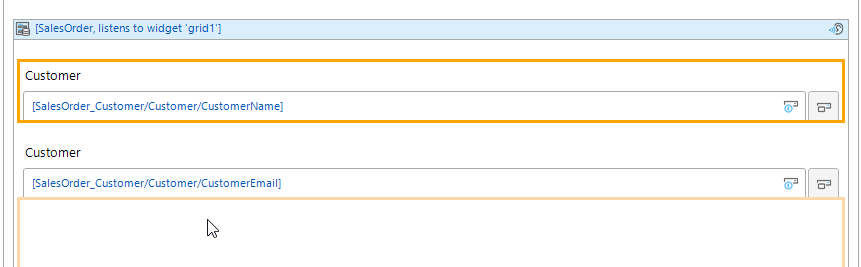 [SalesOrder, listens to widget 'grid1']
Customer
[SalesOrder_Customer/Customer/CustomerName]
Customer
[SalesOrder_Customer/Customer/CustomerEmail]